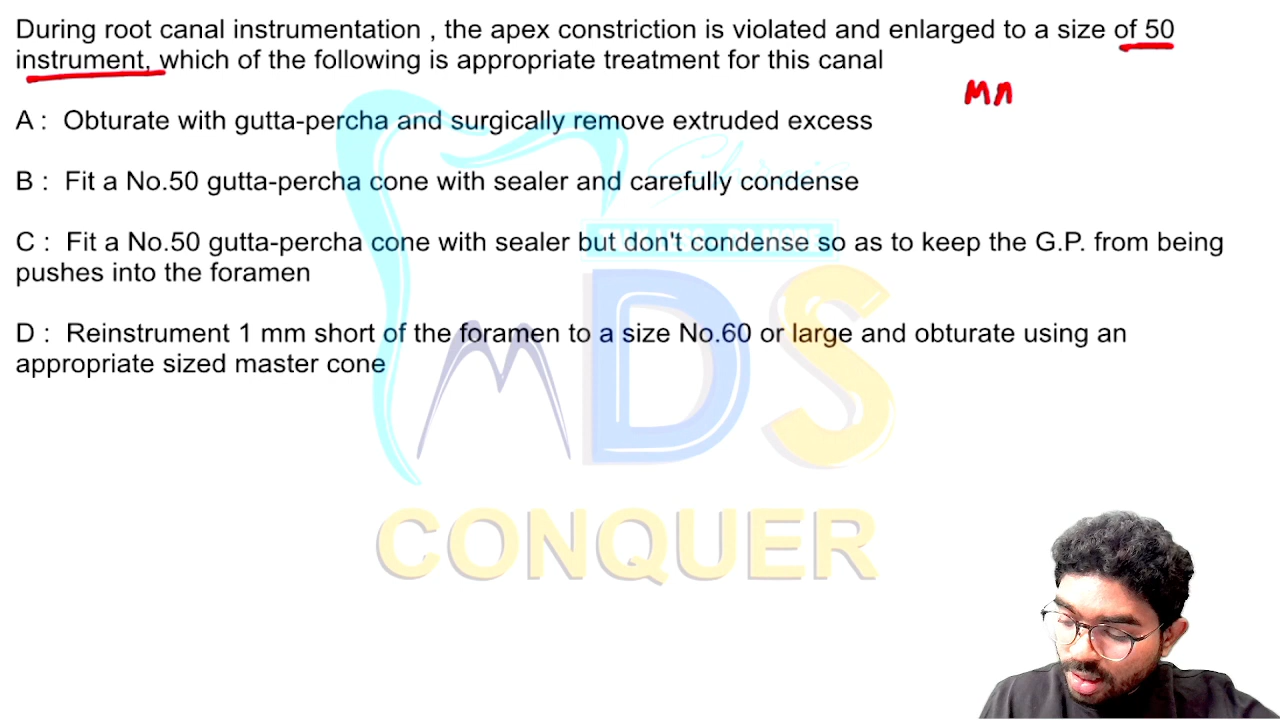 During root canal instrumentation , the apex constriction is violated and enlarged to a size of 50
instrument, which of the following is appropriate treatment for this canal
A : Obturate with gutta-percha and surgically remove extruded excess
B : Fit a No.50 gutta-percha cone with sealer and carefully condense
C : Fit a No.50 gutta-percha cone with sealer but don't condense so as to keep the G.P. from being
pushes into the foramen
D : Reinstrument 1 mm short of the foramen to a size No.60 or large and obturate using an
appropriate sized master cone
MDS
CONQUER